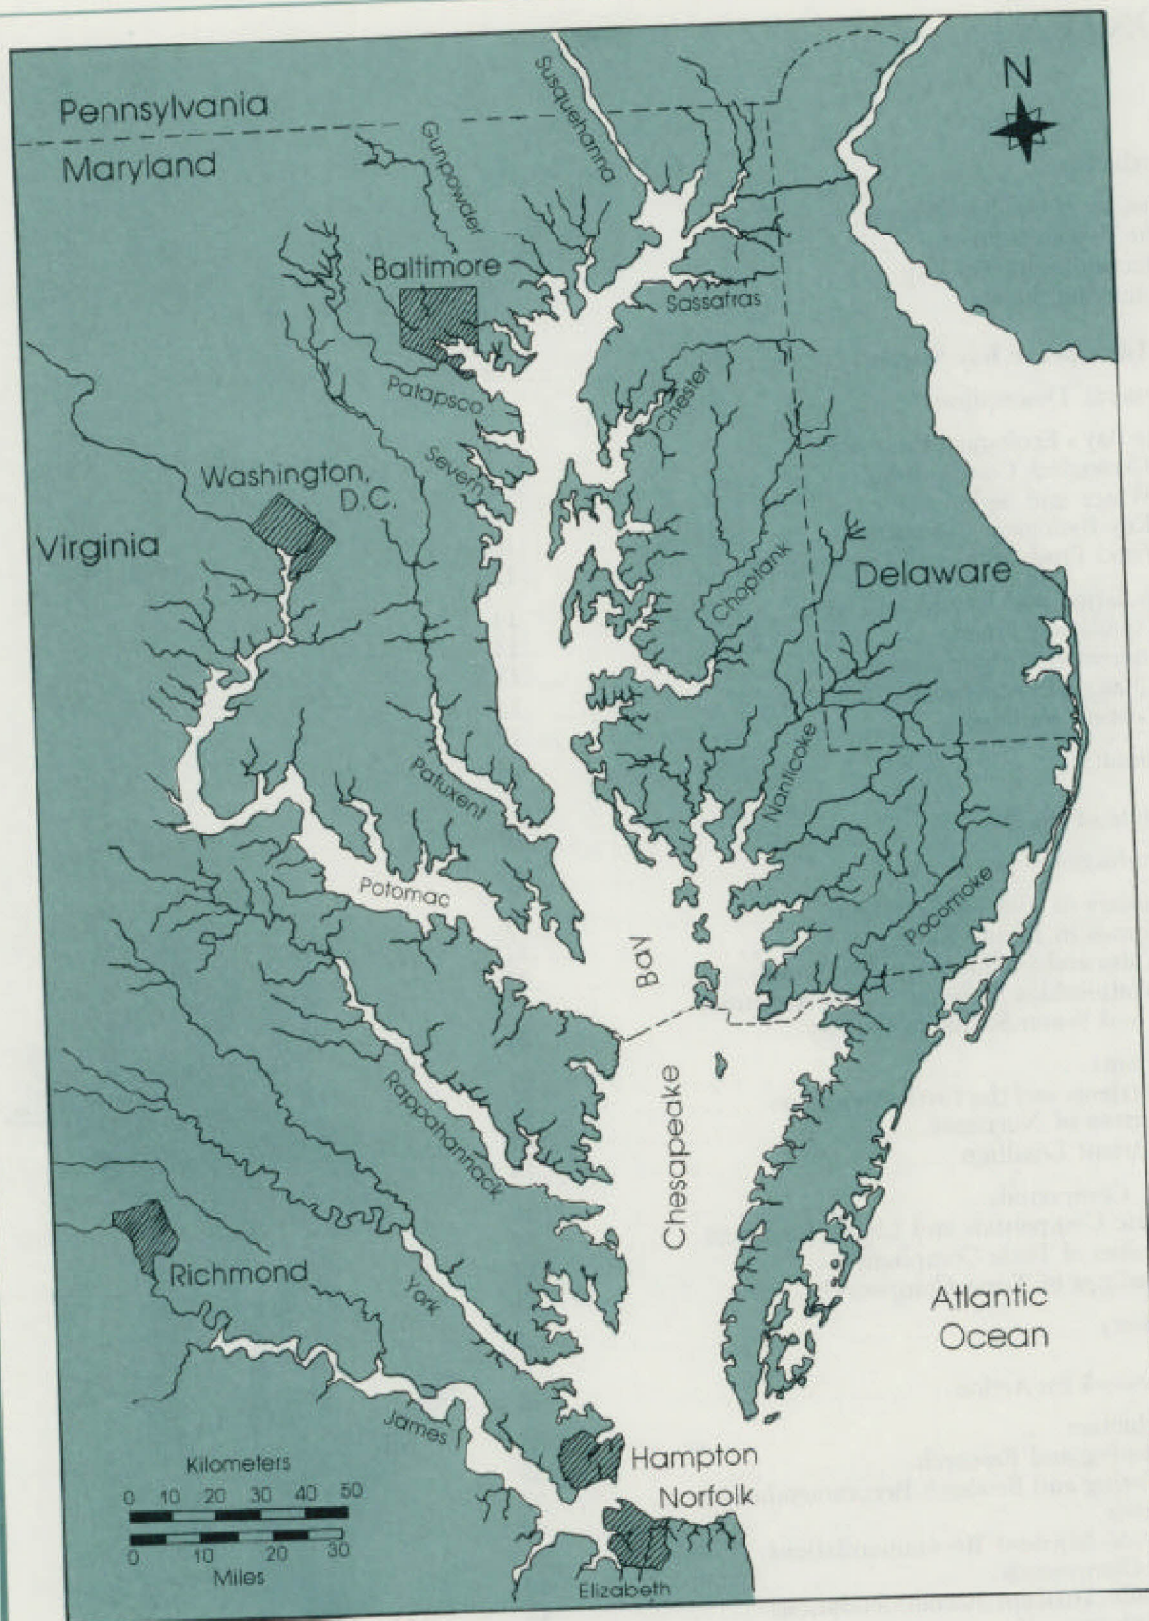 Pennsylvania
Maryland
Susquehanna
N
Gunpowder
Baltimore
Sassafras
Patapsco
Chester
Severn
Washington,
D.C.
Virginia
Choptank
Delaware
Patuxent
Nanticoke
Potomac
Pocomoke
Bay
Chesapeake
Rappahannack
Richmond
York
Atlantic
Ocean
James
Hampton
Norfolk
Elizabeth
Kilometers
0 10 20 30 40 50
0 10 20 30
Miles